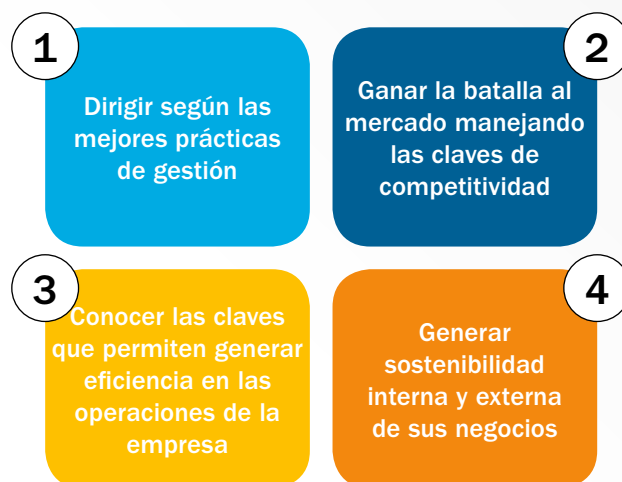 1
Dirigir según las
mejores prácticas
de gestión
2
Ganar la batalla al
mercado manejando
las claves de
competitividad
3
Conocer las claves
que permiten generar
eficiencia en las
operaciones de la
empresa
4
Generar
sostenibilidad
interna y externa
de sus negocios